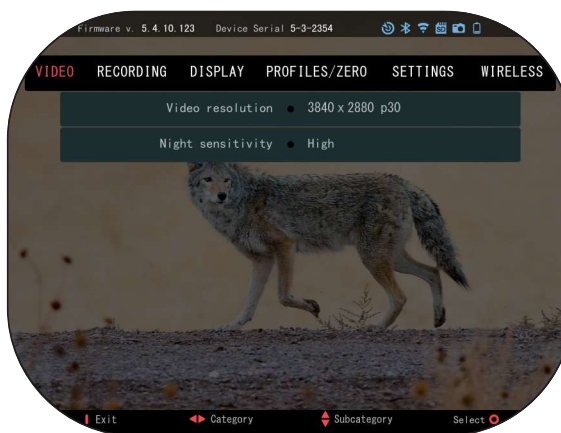 Firmware v. 5.4.10.123 Device Serial 5-3-2354 SD
VIDEO RECORDING DISPLAY PROFILES/ZERO SETTINGS WIRELESS
Video resolution 3840 x 2880 p30
Night sensitivity High
Exit Category Subcategory Select